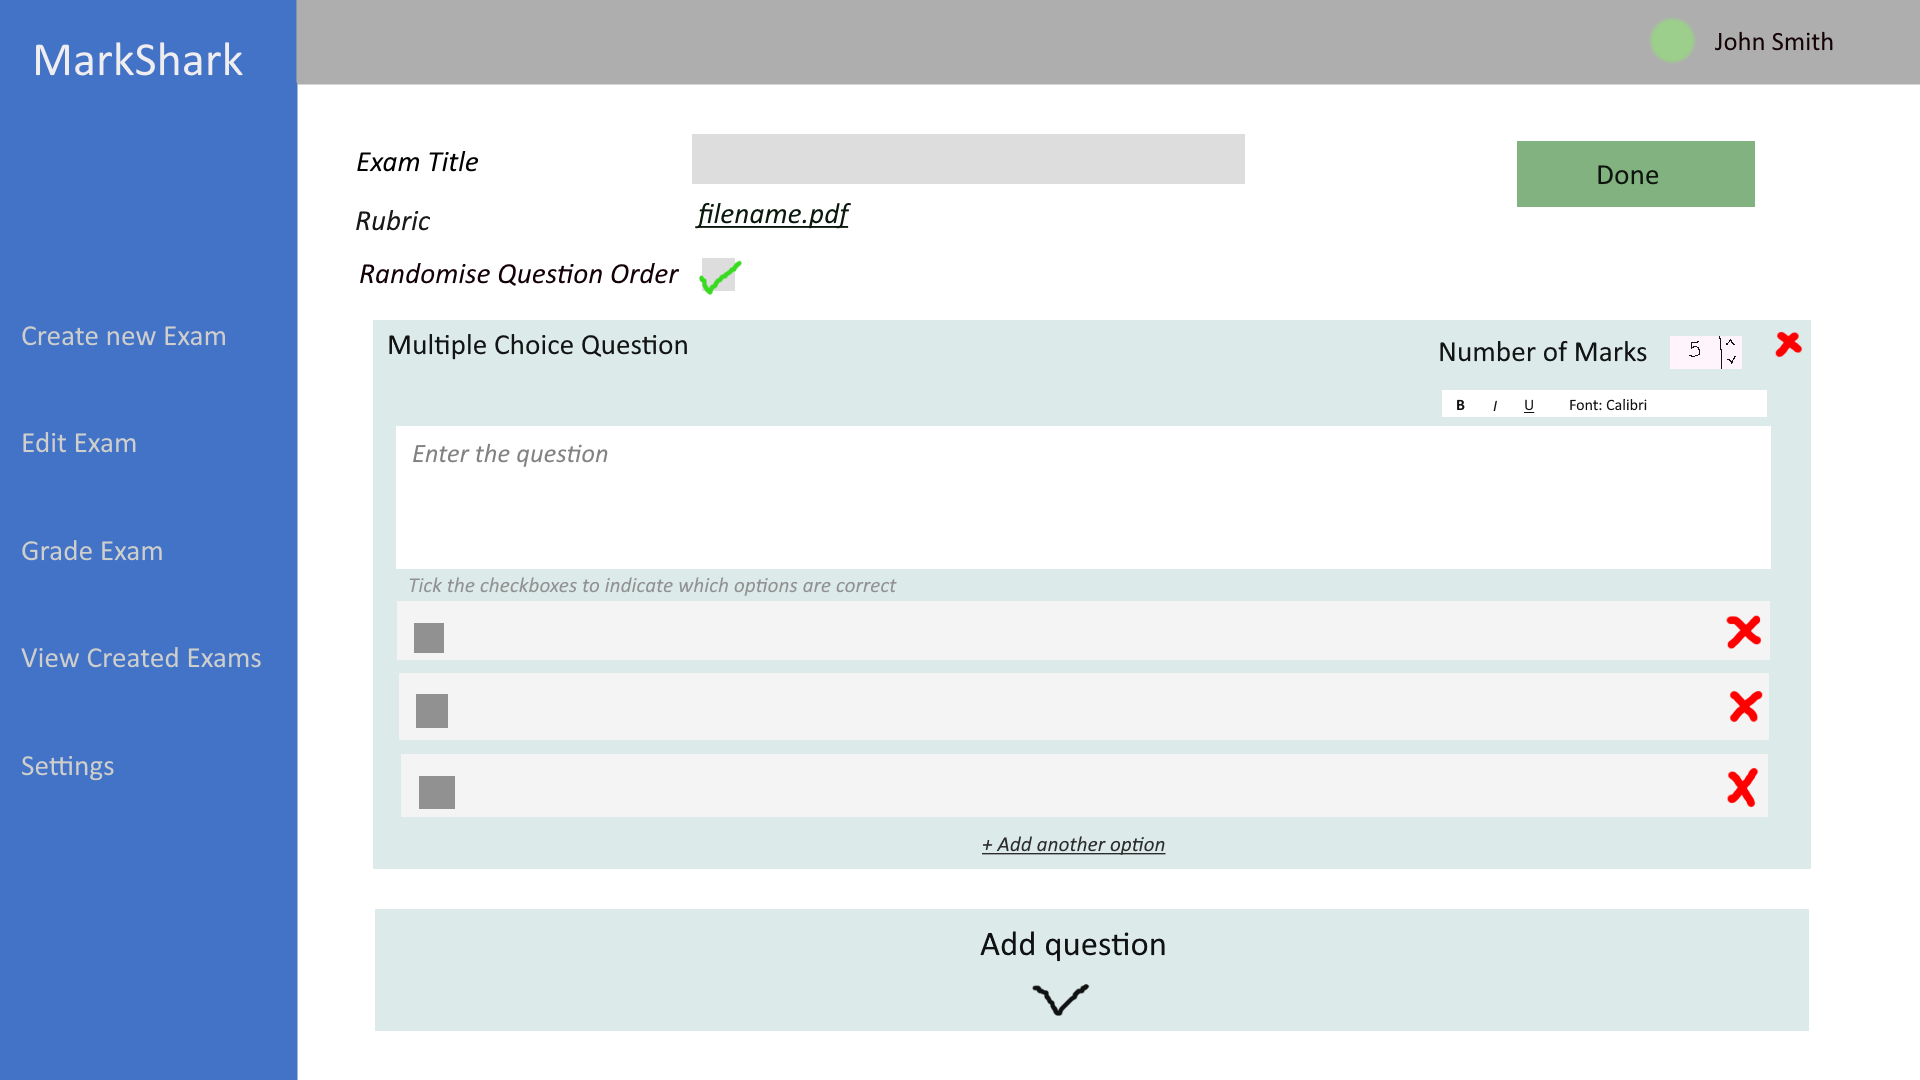 MarkShark
John Smith
Exam Title
Done
Rubric
filename.pdf
Randomise Question Order
Create new Exam
Edit Exam
Grade Exam
View Created Exams
Settings
Multiple Choice Question
Number of Marks 5
B I U Font: Calibri
Enter the question
Tick the checkboxes to indicate which options are correct
+ Add another option
Add question